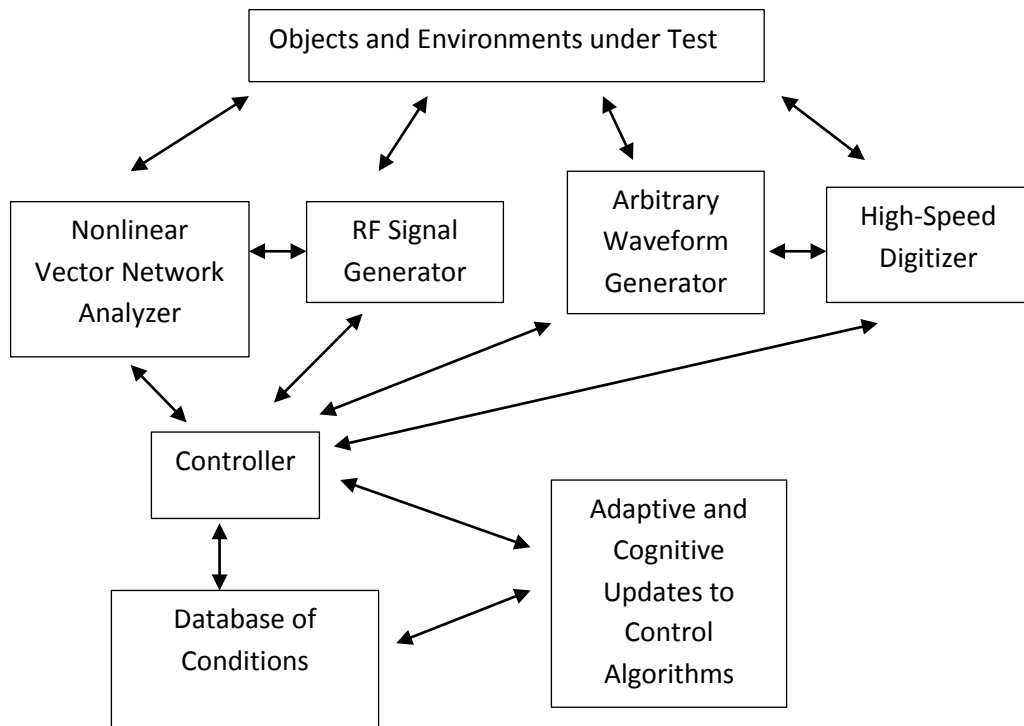 Objects and Environments under Test
Nonlinear
Vector Network
Analyzer
RF Signal
Generator
Arbitrary
Waveform
Generator
High-Speed
Digitizer
Controller
Database of
Conditions
Adaptive and
Cognitive
Updates to
Control
Algorithms